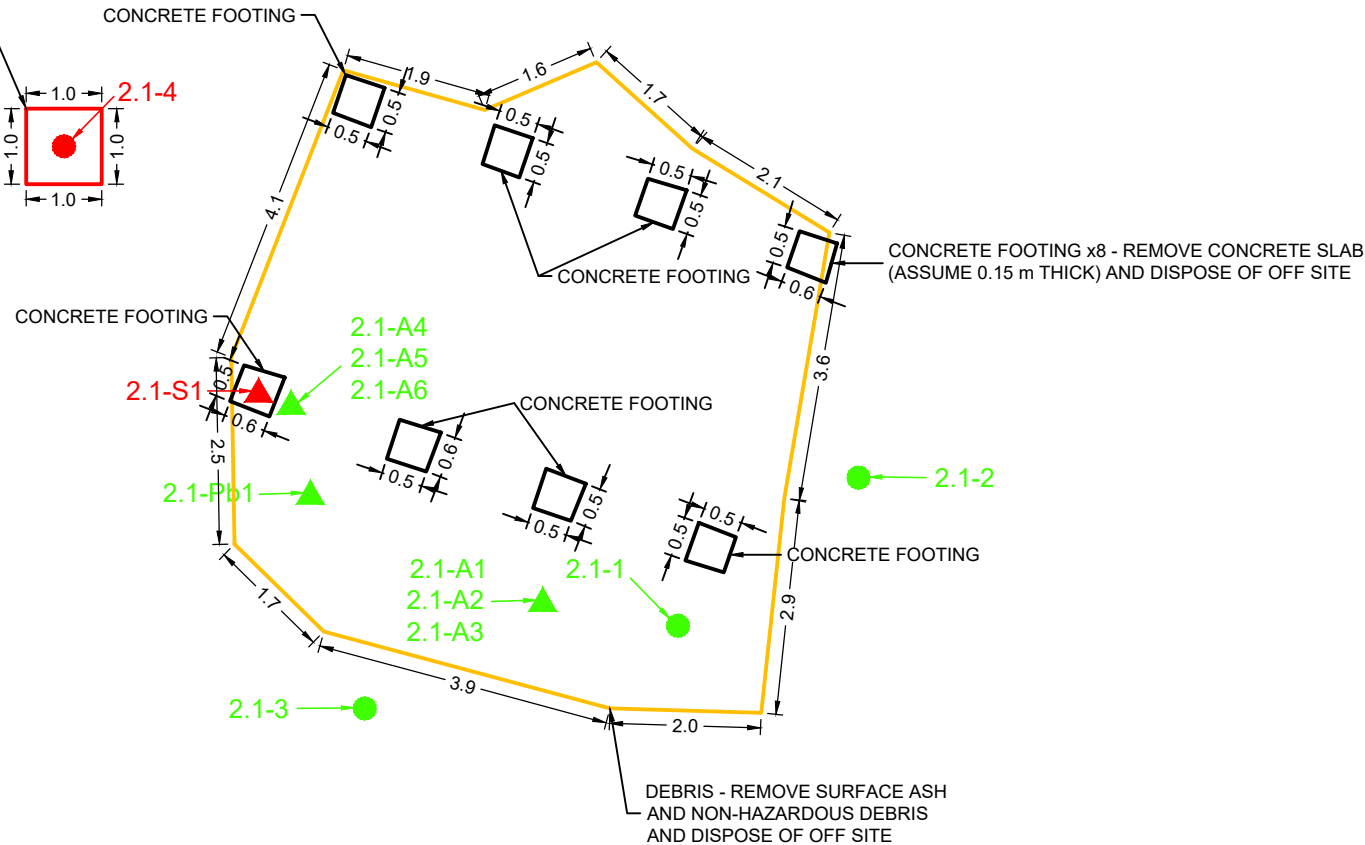 CONCRETE FOOTING
1.0
2.1-4
1.0
1.0
1.0
1.9
1.6
1.7
2.1
0.5
0.5
0.5
0.5
0.5
0.5
4.1
CONCRETE FOOTING
0.5
0.6
CONCRETE FOOTING x8 - REMOVE CONCRETE SLAB
(ASSUME 0.15 m THICK) AND DISPOSE OF OFF SITE
CONCRETE FOOTING
2.1-A4
2.1-A5
2.1-A6
2.1-S1
0.5
0.6
3.6
CONCRETE FOOTING
2.5
0.6
0.5
2.1-Pb1
0.5
0.5
0.5
0.5
2.1-2
CONCRETE FOOTING
2.1-A1
2.1-A2
2.1-A3
2.1-1
1.7
2.9
3.9
2.1-3
2.0
DEBRIS - REMOVE SURFACE ASH
AND NON-HAZARDOUS DEBRIS
AND DISPOSE OF OFF SITE